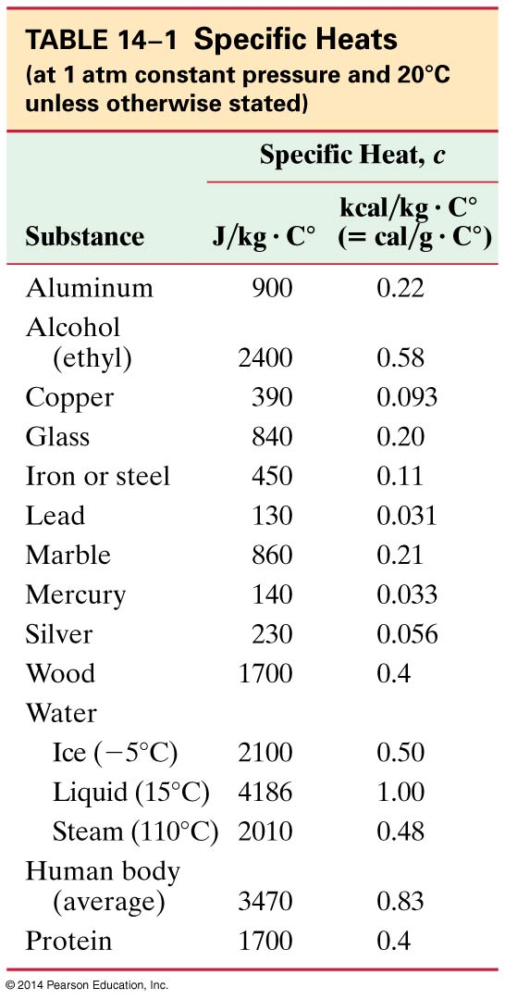 TABLE 14–1 Specific Heats
(at 1 atm constant pressure and 20°C
unless otherwise stated)
Specific Heat, c
kcal/kg · C°
Substance J/kg · C° (= cal/g · C°)
Aluminum 900 0.22
Alcohol
(ethyl) 2400 0.58
Copper 390 0.093
Glass 840 0.20
Iron or steel 450 0.11
Lead 130 0.031
Marble 860 0.21
Mercury 140 0.033
Silver 230 0.056
Wood 1700 0.4
Water
Ice (−5°C) 2100 0.50
Liquid (15°C) 4186 1.00
Steam (110°C) 2010 0.48
Human body
(average) 3470 0.83
Protein 1700 0.4
© 2014 Pearson Education, Inc.